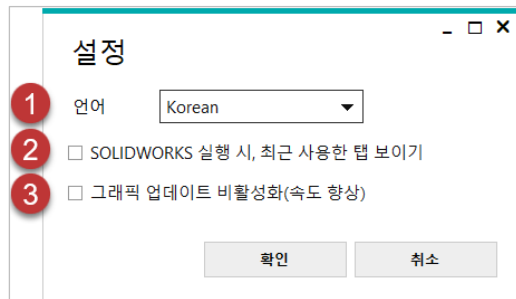 설정
1 언어 Korean
2 SOLIDWORKS 실행 시, 최근 사용한 탭 보이기
3 그래픽 업데이트 비활성화(속도 향상)
확인 취소